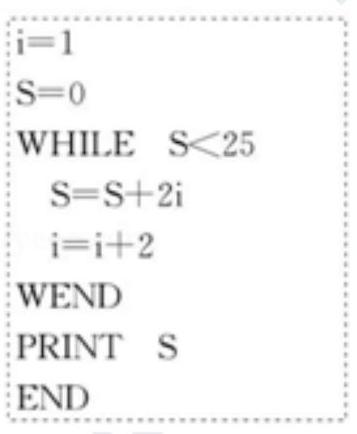 i=1
S=0
WHILE S<25
S=S+2i
i=i+2
WEND
PRINT S
END